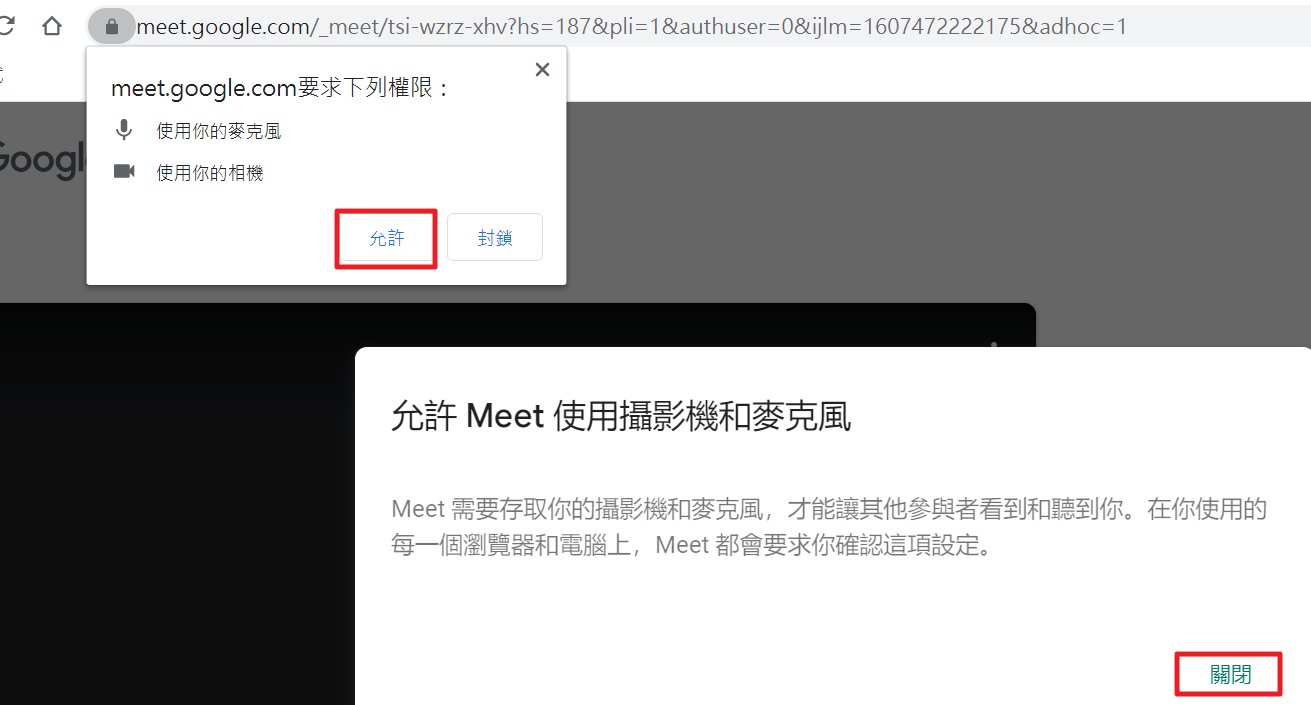 meet.google.com/_meet/tsi-wzrz-xhv?hs=187&pli=1&authuser=0&ijlm=1607472222175&adhoc=1
meet.google.com要求下列權限：
使用你的麥克風
使用你的相機
允許
封鎖
允許 Meet 使用攝影機和麥克風
Meet 需要存取你的攝影機和麥克風，才能讓其他參與者看到和聽到你。在你使用的
每一個瀏覽器和電腦上，Meet 都會要求你確認這項設定。
關閉